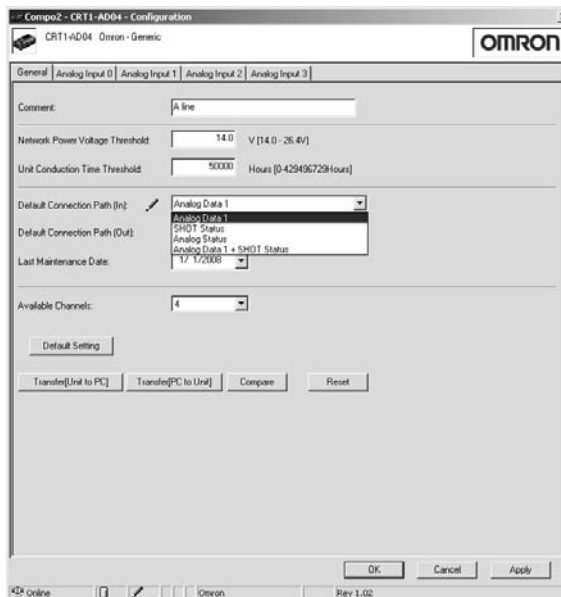 Compo2 - CRT1-AD04 - Configuration
CRT1-AD04 Omron - Generic
OMRON
General Analog Input 0 Analog Input 1 Analog Input 2 Analog Input 3
Comment: A line
Network Power Voltage Threshold: 14.0 V [14.0 - 26.4V]
Unit Conduction Time Threshold: 50000 Hours [0-429496729Hours]
Default Connection Path (In): Analog Data 1
Analog Data 1
SHOT Status
Default Connection Path (Out):
Analog Status
Analog Data 1 + SHOT Status
Last Maintenance Date: 1/ 1/2008
Available Channels: 4
Default Setting
Transfer[Unit to PC] Transfer[PC to Unit] Compare Reset
OK Cancel Apply
Online Omron Rev 1.02